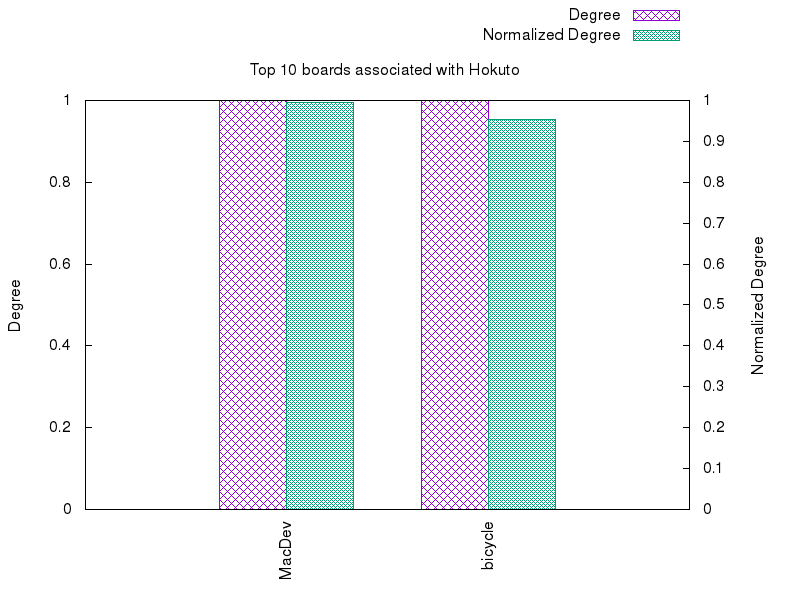 Degree
Normalized Degree
Top 10 boards associated with Hokuto
1
0.8
0.6
0.4
0.2
0
1
0.9
0.8
0.7
0.6
0.5
0.4
0.3
0.2
0.1
0
Degree
Normalized Degree
MacDev
bicycle